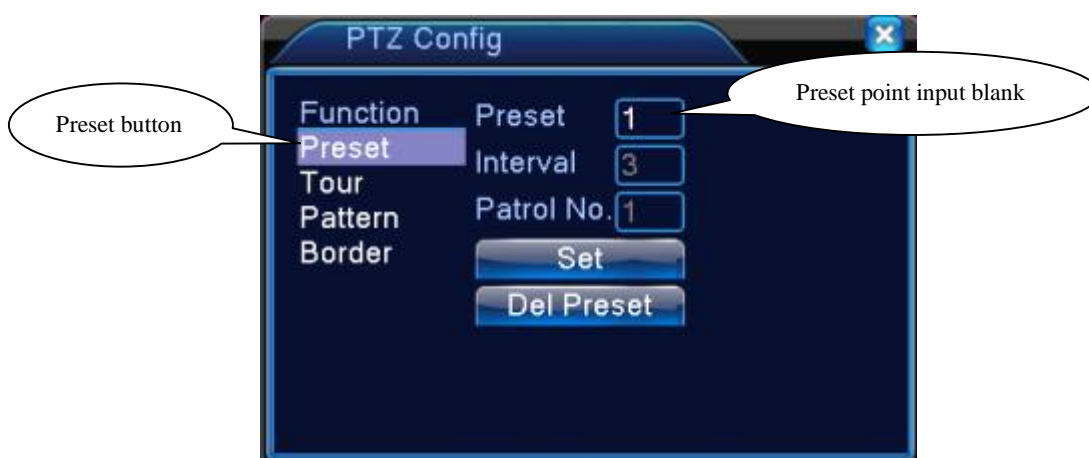 PTZ Config
Preset button
Preset point input blank
Function
Preset
Tour
Pattern
Border
Preset 1
Interval 3
Patrol No. 1
Set
Del Preset